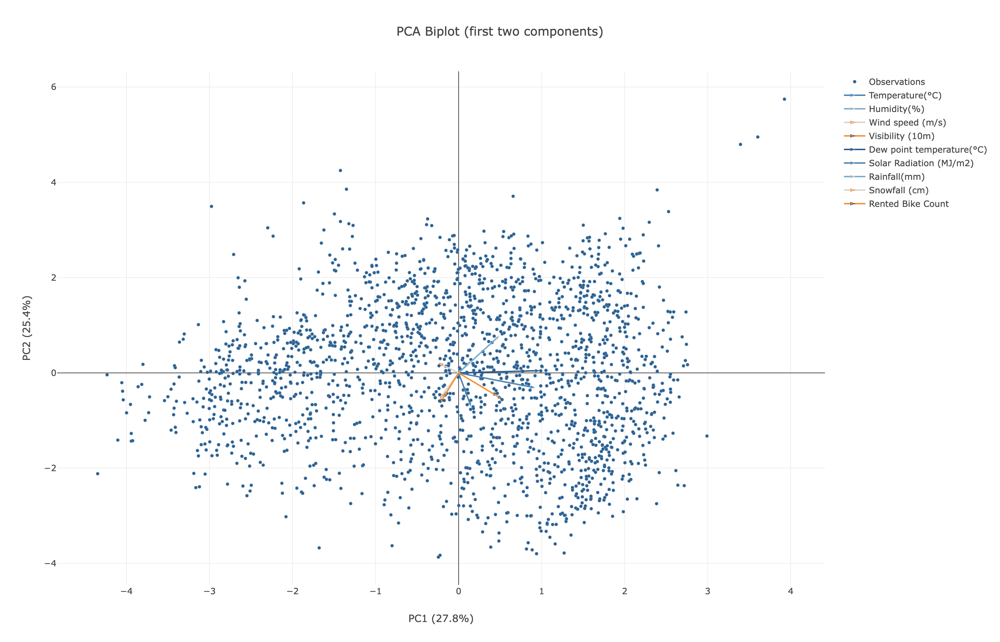 PCA Biplot (first two components)
6
4
2
0
−2
−4
PC2 (25.4%)
−4
−3
−2
−1
0
1
2
3
4
PC1 (27.8%)
Observations
Temperature(°C)
Humidity(%)
Wind speed (m/s)
Visibility (10m)
Dew point temperature(°C)
Solar Radiation (MJ/m2)
Rainfall(mm)
Snowfall (cm)
Rented Bike Count